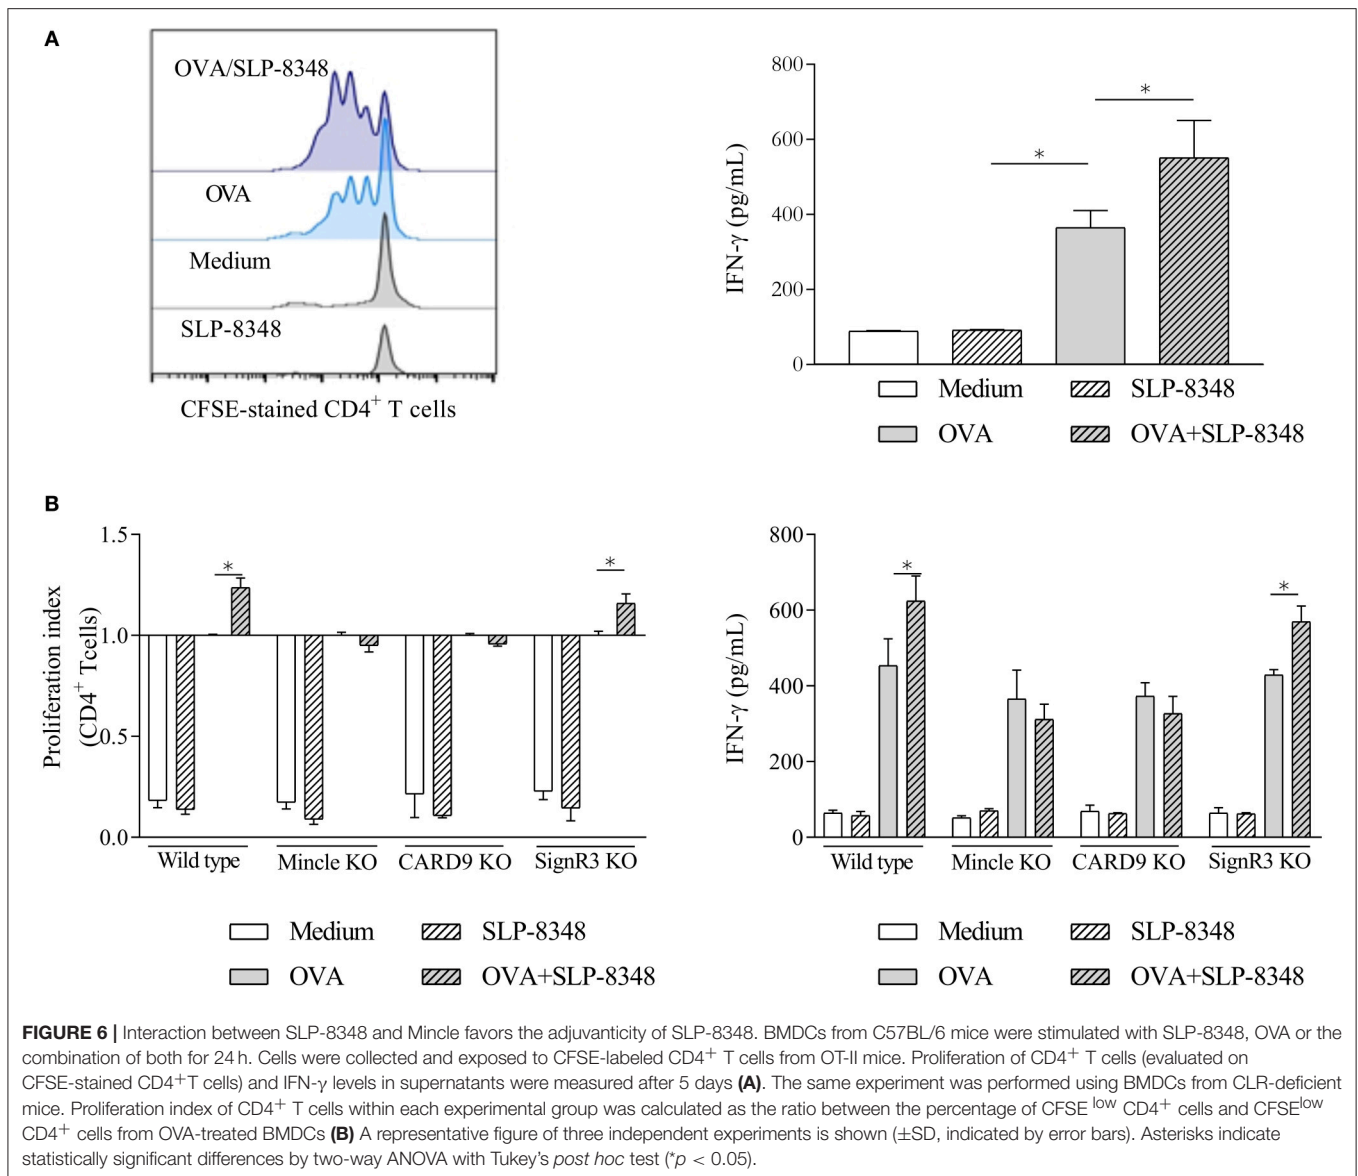 A
OVA/SLP-8348
OVA
Medium
SLP-8348
CFSE-stained CD4+ T cells
800
600
400
200
0
IFN-γ (pg/mL)
*
*
Medium
SLP-8348
OVA
OVA+SLP-8348
B
1.5
1.0
0.5
0.0
Proliferation index
(CD4+ Tcells)
*
*
Wild type
Mincle KO
CARD9 KO
SignR3 KO
Medium
SLP-8348
OVA
OVA+SLP-8348
800
600
400
200
0
IFN-γ (pg/mL)
*
*
Wild type
Mincle KO
CARD9 KO
SignR3 KO
Medium
SLP-8348
OVA
OVA+SLP-8348
FIGURE 6 | Interaction between SLP-8348 and Mincle favors the adjuvanticity of SLP-8348. BMDCs from C57BL/6 mice were stimulated with SLP-8348, OVA or the
combination of both for 24 h. Cells were collected and exposed to CFSE-labeled CD4+ T cells from OT-II mice. Proliferation of CD4+ T cells (evaluated on
CFSE-stained CD4+T cells) and IFN-γ levels in supernatants were measured after 5 days (A). The same experiment was performed using BMDCs from CLR-deficient
mice. Proliferation index of CD4+ T cells within each experimental group was calculated as the ratio between the percentage of CFSE low CD4+ cells and CFSElow
CD4+ cells from OVA-treated BMDCs (B) A representative figure of three independent experiments is shown (±SD, indicated by error bars). Asterisks indicate
statistically significant differences by two-way ANOVA with Tukey's post hoc test (*p < 0.05).